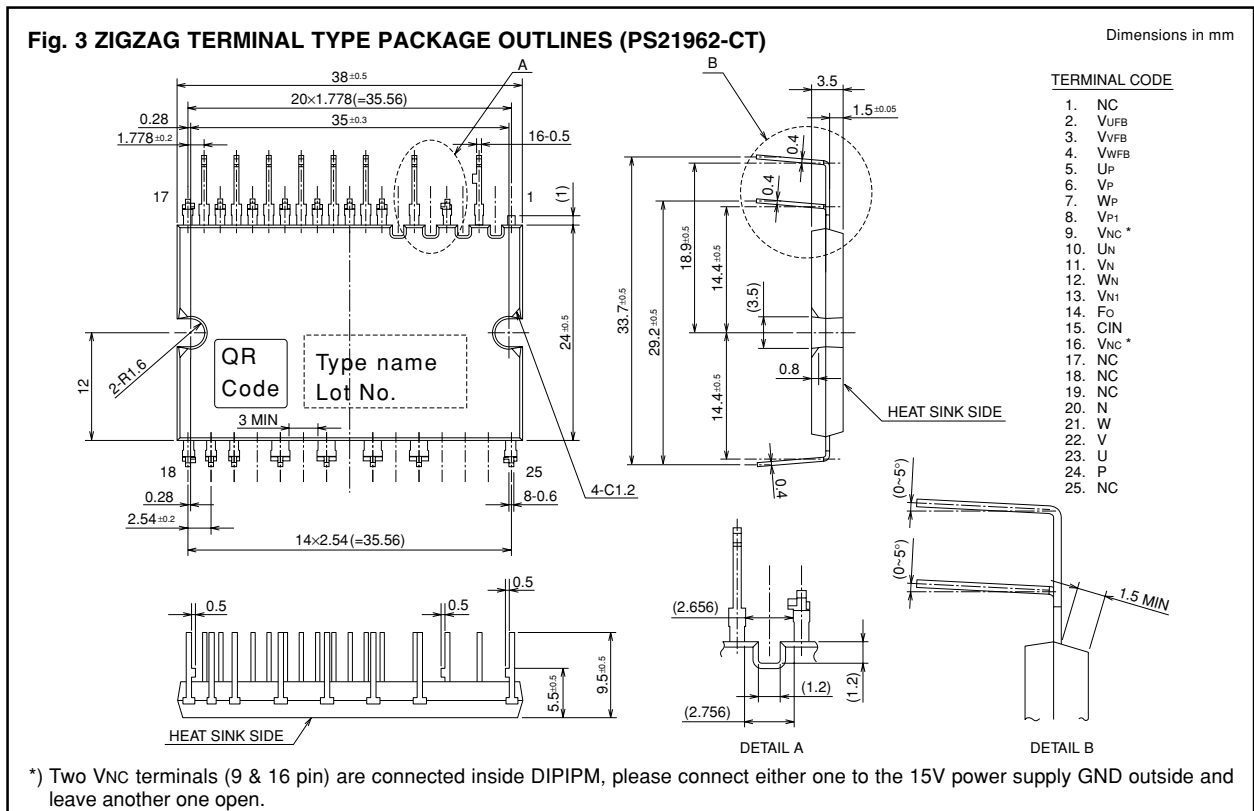 Fig. 3 ZIGZAG TERMINAL TYPE PACKAGE OUTLINES (PS21962-CT)
Dimensions in mm
A
38±0.5
20×1.778(=35.56)
0.28
35±0.3
1.778±0.2
16-0.5
17
1
(1)
2-R1.6
12
24±0.5
QR
Code
Type name
Lot No.
3 MIN
18
25
0.28
4-C1.2
8-0.6
2.54±0.2
14×2.54(=35.56)
B
3.5
1.5±0.05
0.4
0.4
33.7±0.5
29.2±0.5
18.9±0.5
14.4±0.5
(3.5)
0.8
14.4±0.5
HEAT SINK SIDE
0.4
TERMINAL CODE
1. NC
2. VUFB
3. VVFB
4. VWFB
5. UP
6. VP
7. WP
8. VP1
9. VNC *
10. UN
11. VN
12. WN
13. VN1
14. FO
15. CIN
16. VNC *
17. NC
18. NC
19. NC
20. N
21. W
22. V
23. U
24. P
25. NC
0.5
0.5
0.5
5.5±0.5
9.5±0.5
HEAT SINK SIDE
(2.656)
(1.2)
(1.2)
(2.756)
DETAIL A
(0~5°)
(0~5°)
1.5 MIN
DETAIL B
*) Two VNC terminals (9 & 16 pin) are connected inside DIPIPM, please connect either one to the 15V power supply GND outside and
leave another one open.